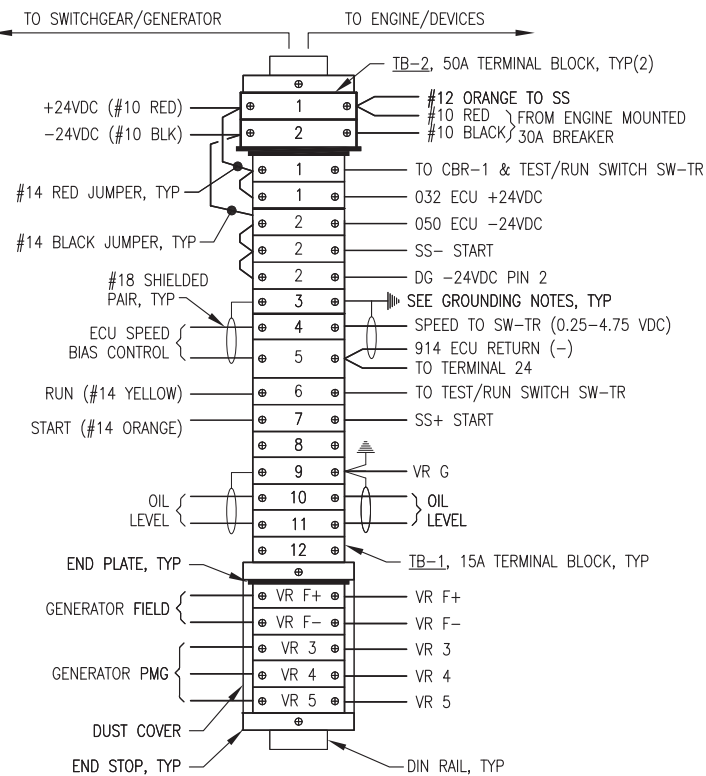 TO SWITCHGEAR/GENERATOR
TO ENGINE/DEVICES
TB-2, 50A TERMINAL BLOCK, TYP(2)
+24VDC (#10 RED)
1
#12 ORANGE TO SS
#10 RED
FROM ENGINE MOUNTED
-24VDC (#10 BLK)
2
#10 BLACK
30A BREAKER
1
TO CBR-1 & TEST/RUN SWITCH SW-TR
#14 RED JUMPER, TYP
1
032 ECU +24VDC
2
050 ECU -24VDC
#14 BLACK JUMPER, TYP
2
SS- START
2
DG -24VDC PIN 2
#18 SHIELDED
PAIR, TYP
3
SEE GROUNDING NOTES, TYP
ECU SPEED
BIAS CONTROL
4
SPEED TO SW-TR (0.25-4.75 VDC)
5
914 ECU RETURN (-)
TO TERMINAL 24
RUN (#14 YELLOW)
6
TO TEST/RUN SWITCH SW-TR
START (#14 ORANGE)
7
SS+ START
8
9
VR G
OIL
LEVEL
10
11
OIL
LEVEL
12
TB-1, 15A TERMINAL BLOCK, TYP
END PLATE, TYP
GENERATOR FIELD
VR F+
VR F+
VR F-
VR F-
GENERATOR PMG
VR 3
VR 3
VR 4
VR 4
VR 5
VR 5
DUST COVER
END STOP, TYP
DIN RAIL, TYP